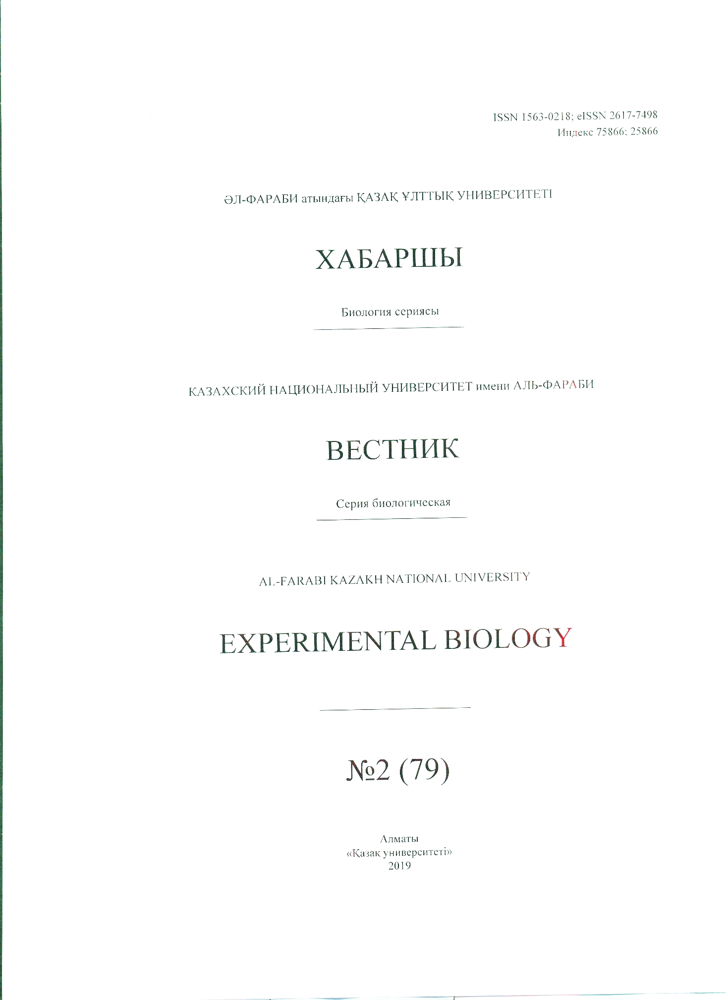 ISSN 1563-0218; eISSN 2617-7498
Индекс 75866; 25866
ӘЛ-ФАРАБИ атындағы ҚАЗАҚ ҰЛТТЫҚ УНИВЕРСИТЕТІ
ХАБАРШЫ
Биология сериясы
КАЗАХСКИЙ НАЦИОНАЛЬНЫЙ УНИВЕРСИТЕТ имени АЛЬ-ФАРАБИ
ВЕСТНИК
Серия биологическая
AL-FARABI KAZAKH NATIONAL UNIVERSITY
EXPERIMENTAL BIOLOGY
№2 (79)
Алматы
«Қазақ университеті»
2019